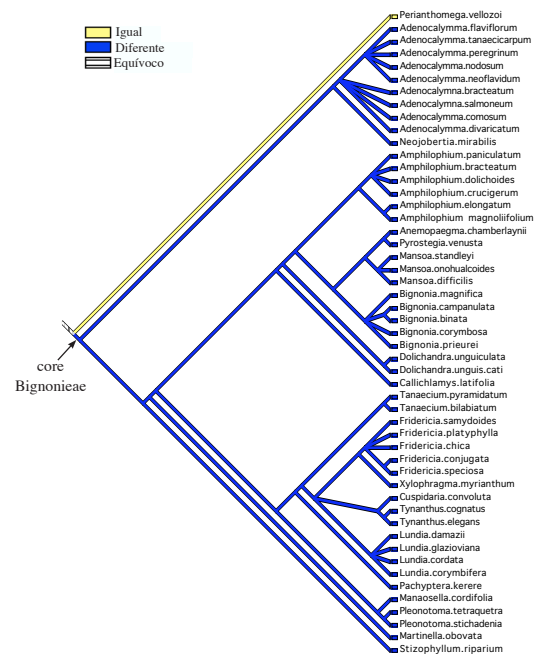 Igual
Diferente
Equívoco
Perianthomega.vellozoi
Adenocalymma.flaviflorum
Adenocalymma.tanaecicarpum
Adenocalymma.peregrinum
Adenocalymma.nodosum
Adenocalymma.neoflavidum
Adenocalymna.bracteatum
Adenocalymna.salmoneum
Adenocalymma.comosum
Adenocalymma.divaricatum
Neojobertia.mirabilis
Amphilophium.paniculatum
Amphilophium.bracteatum
Amphilophium.dolichoides
Amphilophium.crucigerum
Amphilophium.elongatum
Amphilophium magnoliifolium
Anemopaegma.chamberlaynii
Pyrostegia.venusta
Mansoa.standleyi
Mansoa.onohualcoides
Mansoa.difficilis
Bignonia.magnifica
Bignonia.campanulata
Bignonia.binata
Bignonia.corymbosa
Bignonia.prieurei
Dolichandra.unguiculata
Dolichandra.unguis.cati
Callichlamys.latifolia
core
Bignonieae
Tanaecium.pyramidatum
Tanaecium.bilabiatum
Fridericia.samydoides
Fridericia.platyphylla
Fridericia.chica
Fridericia.conjugata
Fridericia.speciosa
Xylophragma.myrianthum
Cuspidaria.convoluta
Tynanthus.cognatus
Tynanthus.elegans
Lundia.damazii
Lundia.glazioviana
Lundia.cordata
Lundia.corymbifera
Pachyptera.kerere
Manaosella.cordifolia
Pleonotoma.tetraquetra
Pleonotoma.stichadenia
Martinella.obovata
Stizophyllum.riparium